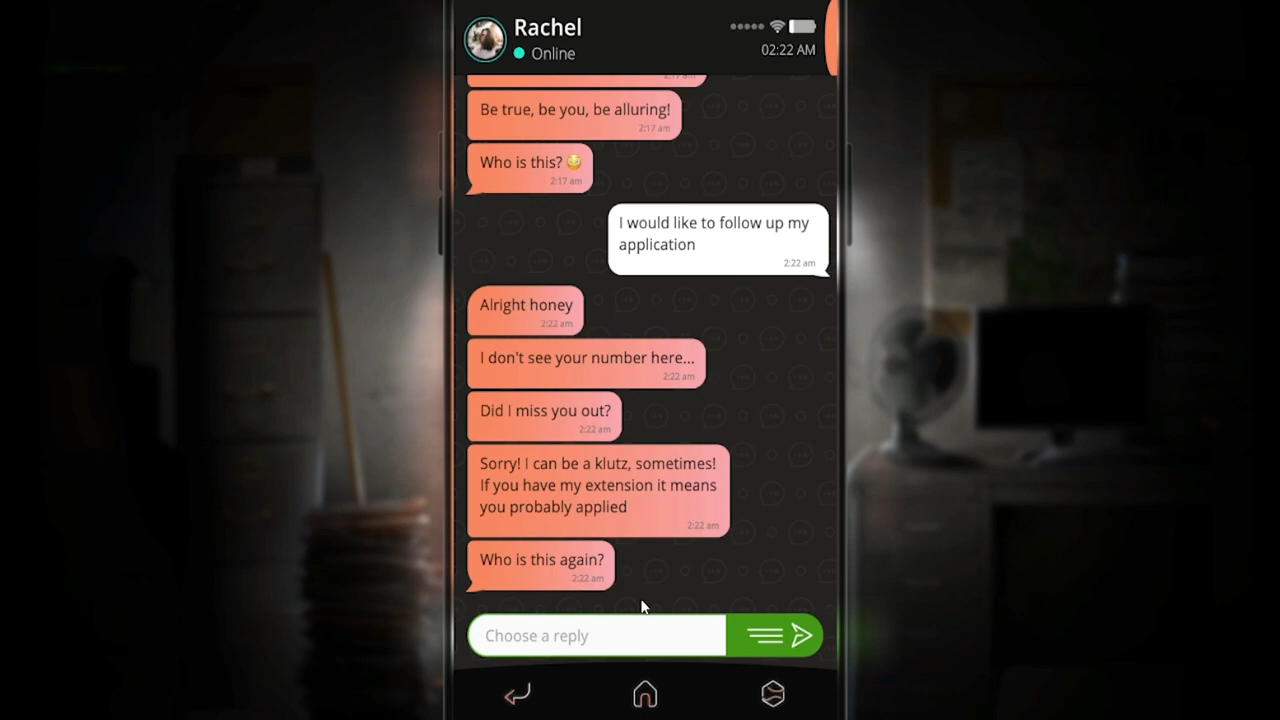 Rachel
Online
02:22 AM
2:17 am
Be true, be you, be alluring!
2:17 am
Who is this?
2:17 am
I would like to follow up my
application
2:22 am
Alright honey
2:22 am
I don't see your number here...
2:22 am
Did I miss you out?
2:22 am
Sorry! I can be a klutz, sometimes!
If you have my extension it means
you probably applied
2:22 am
Who is this again?
2:22 am
Choose a reply